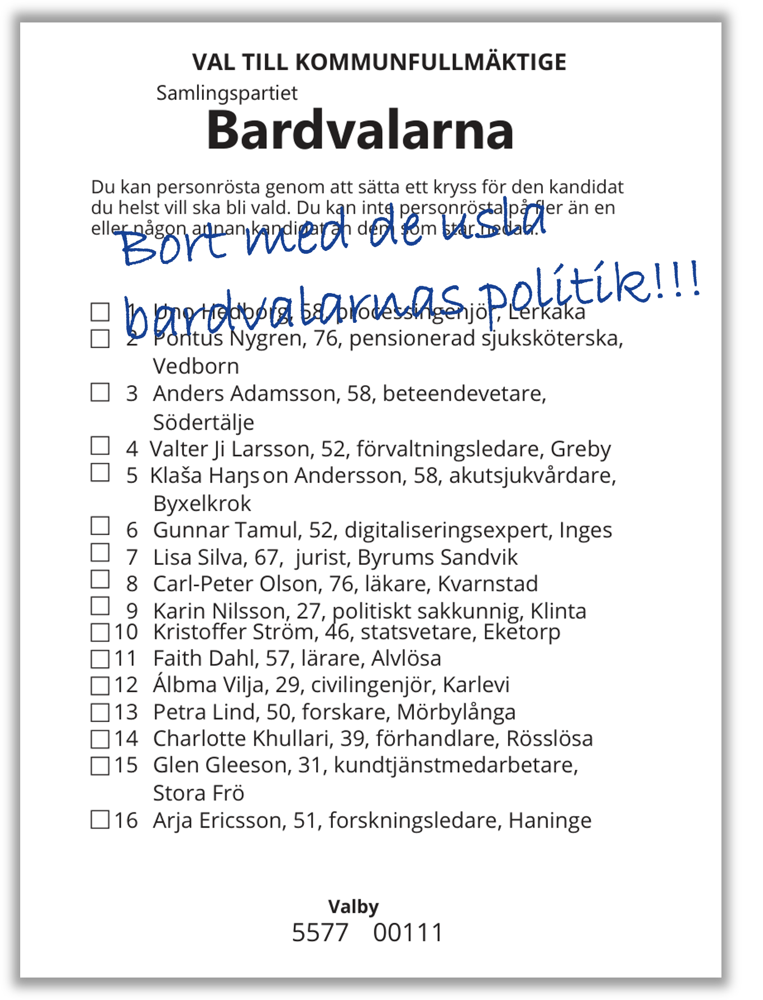 VAL TILL KOMMUNFULLMÄKTIGE
Samlingspartiet
Bardvalarna
Du kan personrösta genom att sätta ett kryss för den kandidat
du helst vill ska bli vald. Du kan inte personrösta på fler än en
eller någon annan kandidat än dem som står nedan.
Bort med de usla
bardvalarnas politik!!!
1 Uno Hedborg, 58, processingenjör, Lerkaka
2 Pontus Nygren, 76, pensionerad sjuksköterska,
Vedborn
3 Anders Adamsson, 58, beteendevetare,
Södertälje
4 Valter Ji Larsson, 52, förvaltningsledare, Greby
5 Klaša Haŋson Andersson, 58, akutsjukvårdare,
Byxelkrok
6 Gunnar Tamul, 52, digitaliseringsexpert, Inges
7 Lisa Silva, 67, jurist, Byrums Sandvik
8 Carl-Peter Olson, 76, läkare, Kvarnstad
9 Karin Nilsson, 27, politiskt sakkunnig, Klinta
10 Kristoffer Ström, 46, statsvetare, Eketorp
11 Faith Dahl, 57, lärare, Alvlösa
12 Álbma Vilja, 29, civilingenjör, Karlevi
13 Petra Lind, 50, forskare, Mörbylånga
14 Charlotte Khullari, 39, förhandlare, Rösslösa
15 Glen Gleeson, 31, kundtjänstmedarbetare,
Stora Frö
16 Arja Ericsson, 51, forskningsledare, Haninge
Valby
5577 00111